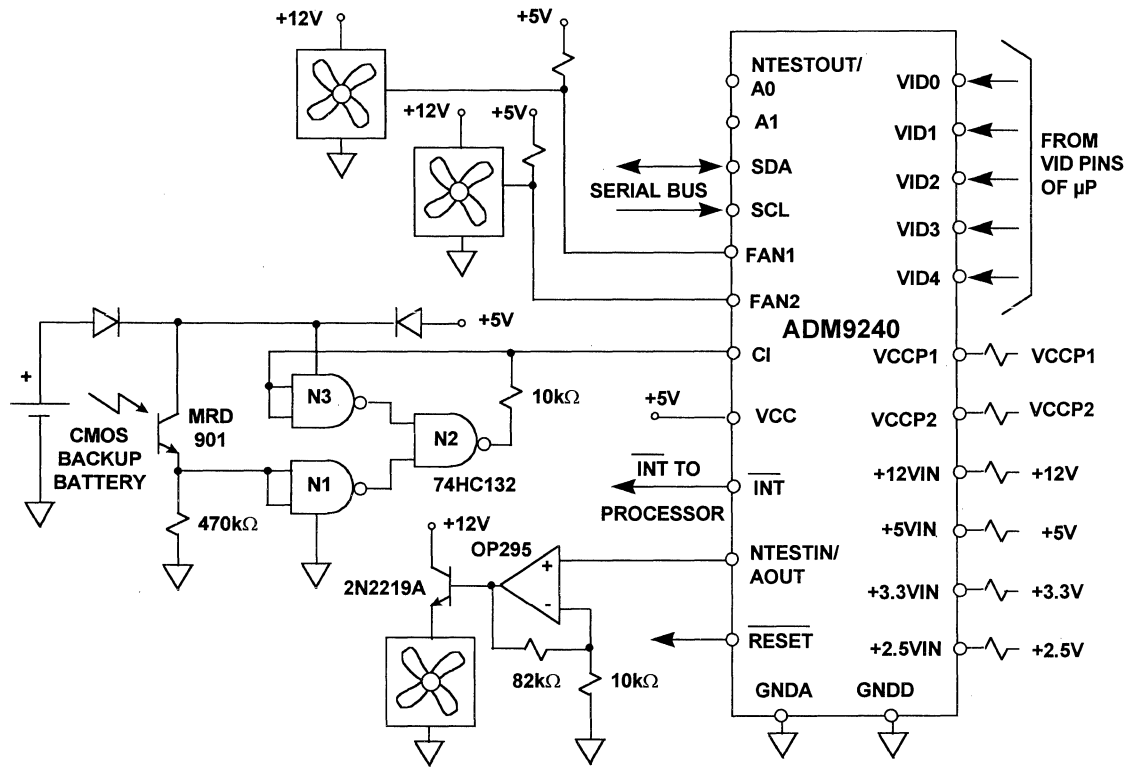 +12V
+5V
+12V
+5V
SERIAL BUS
NTESTOUT/
A0
A1
SDA
SCL
FAN1
FAN2
ADM9240
CI
VCC
INT
NTESTIN/
AOUT
RESET
GNDA
GNDD
VID0
VID1
VID2
VID3
VID4
FROM
VID PINS
OF µP
VCCP1
VCCP1
VCCP2
VCCP2
+12VIN
+12V
+5VIN
+5V
+3.3VIN
+3.3V
+2.5VIN
+2.5V
+5V
+
CMOS
BACKUP
BATTERY
MRD
901
N3
N2
N1
10kΩ
74HC132
470kΩ
+5V
INT TO
PROCESSOR
+12V
OP295
2N2219A
+
-
82kΩ
10kΩ